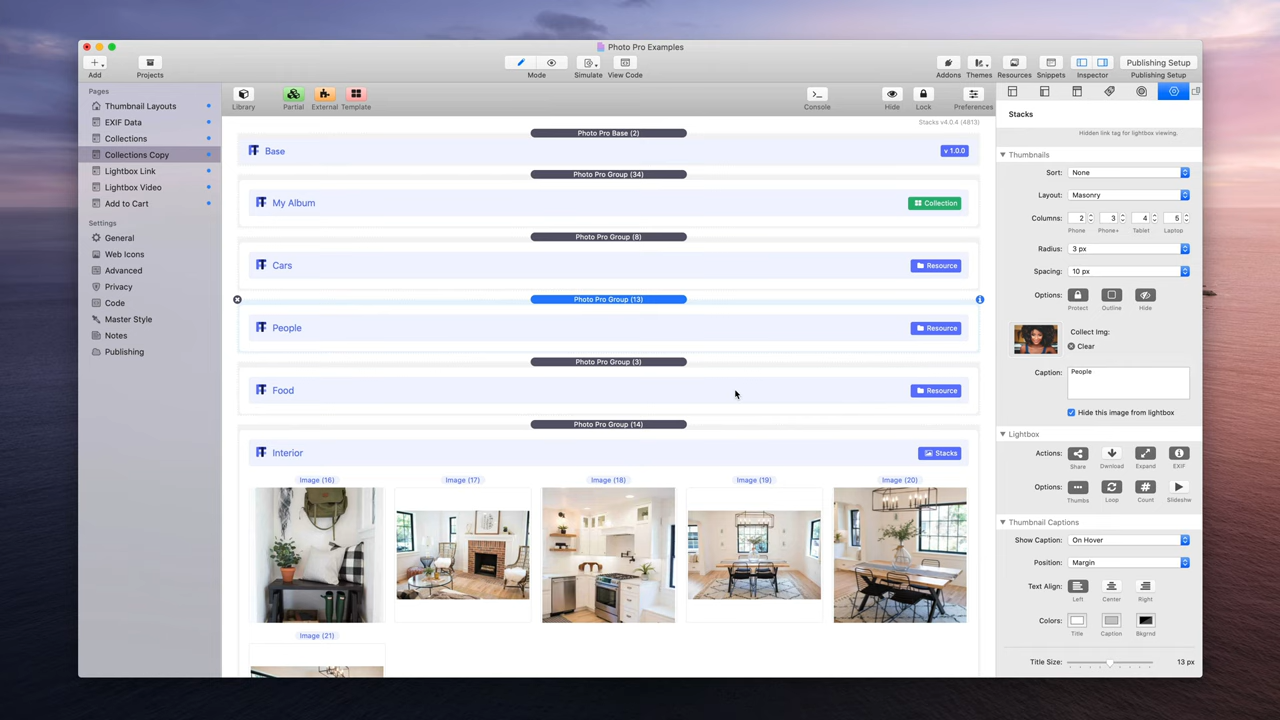 Photo Pro Examples
Add
Projects
Mode
Simulate
View Code
Addons
Themes
Resources
Snippets
Inspector
Publishing Setup
Publishing Setup
Pages
Thumbnail Layouts
EXIF Data
Collections
Collections Copy
Lightbox Link
Lightbox Video
Add to Cart
Settings
General
Web Icons
Advanced
Privacy
Code
Master Style
Notes
Publishing
Library
Partial
External
Template
Console
Hide
Lock
Preferences
Stacks v4.0.4 (4813)
Photo Pro Base (2)
Base
v 1.0.0
Photo Pro Group (34)
My Album
Collection
Photo Pro Group (8)
Cars
Resource
Photo Pro Group (13)
People
Resource
Photo Pro Group (3)
Food
Resource
Photo Pro Group (14)
Interior
Stacks
Image (16)
Image (17)
Image (18)
Image (19)
Image (20)
Image (21)
Stacks
Hidden link tag for lightbox viewing.
Thumbnails
Sort: None
Layout: Masonry
Columns: 2 3 4 5
Phone Phone+ Tablet Laptop
Radius: 3 px
Spacing: 10 px
Options:
Protect Outline Hide
Collect Img:
Clear
Caption: People
Hide this image from lightbox
Lightbox
Actions:
Share Dwnload Expand EXIF
Options:
Thumbs Loop Count Slideshw
Thumbnail Captions
Show Caption: On Hover
Position: Margin
Text Align:
Left Center Right
Colors:
Title Caption Bkgrnd
Title Size: 13 px